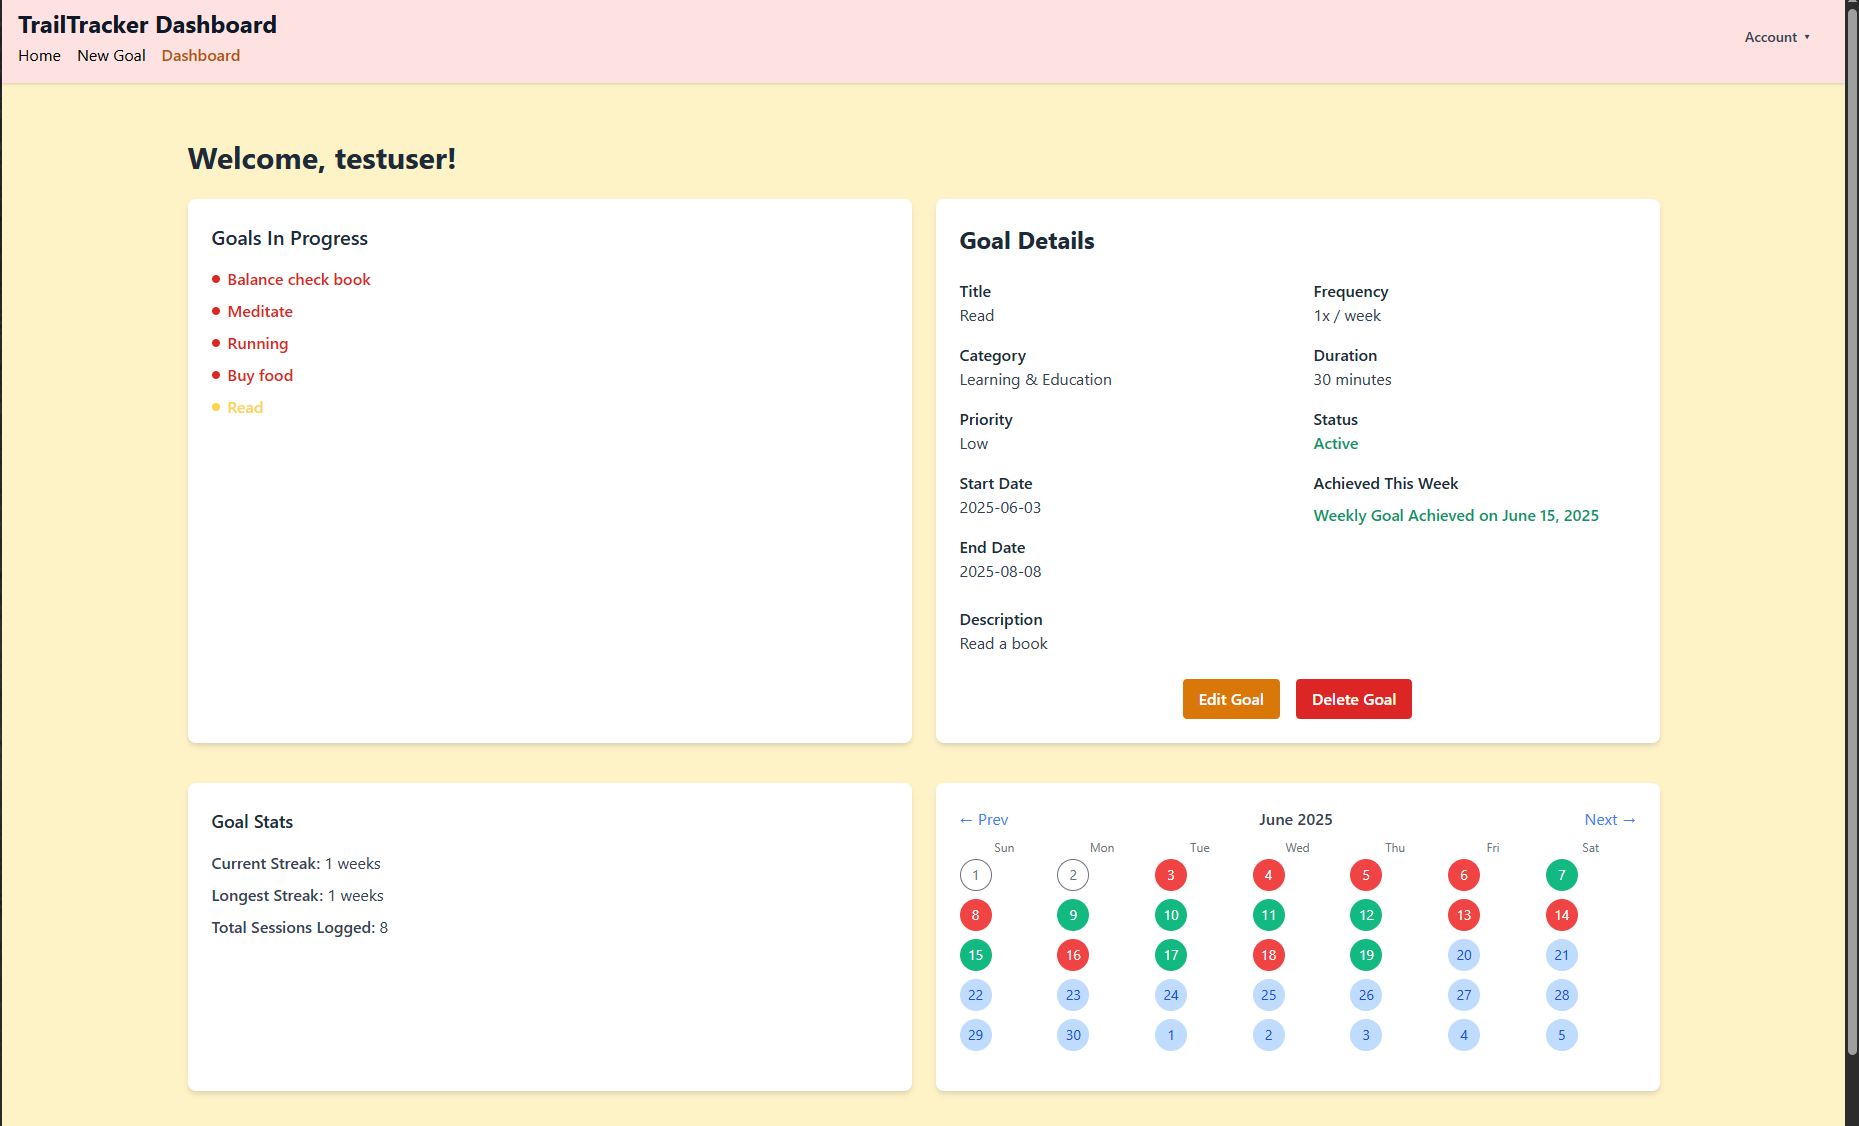 TrailTracker Dashboard
Home New Goal Dashboard
Account ▾
Welcome, testuser!
Goals In Progress
Balance check book
Meditate
Running
Buy food
Read
Goal Details
Title
Read
Category
Learning & Education
Priority
Low
Start Date
2025-06-03
End Date
2025-08-08
Frequency
1x / week
Duration
30 minutes
Status
Active
Achieved This Week
Weekly Goal Achieved on June 15, 2025
Description
Read a book
Edit Goal Delete Goal
Goal Stats
Current Streak: 1 weeks
Longest Streak: 1 weeks
Total Sessions Logged: 8
← Prev June 2025 Next →
Sun Mon Tue Wed Thu Fri Sat
1 2 3 4 5 6 7
8 9 10 11 12 13 14
15 16 17 18 19 20 21
22 23 24 25 26 27 28
29 30 1 2 3 4 5